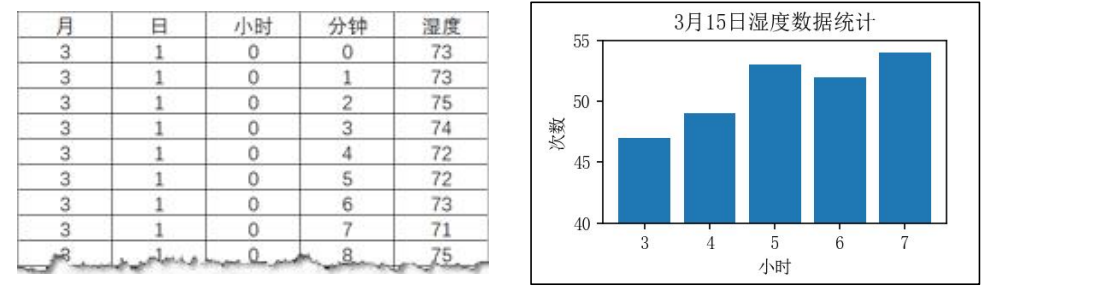 月 日 小时 分钟 湿度
3 1 0 0 73
3 1 0 1 73
3 1 0 2 75
3 1 0 3 74
3 1 0 4 72
3 1 0 5 72
3 1 0 6 73
3 1 0 7 71
3 1 0 8 75
3月15日湿度数据统计
55
50
45
40
次数
3 4 5 6 7
小时